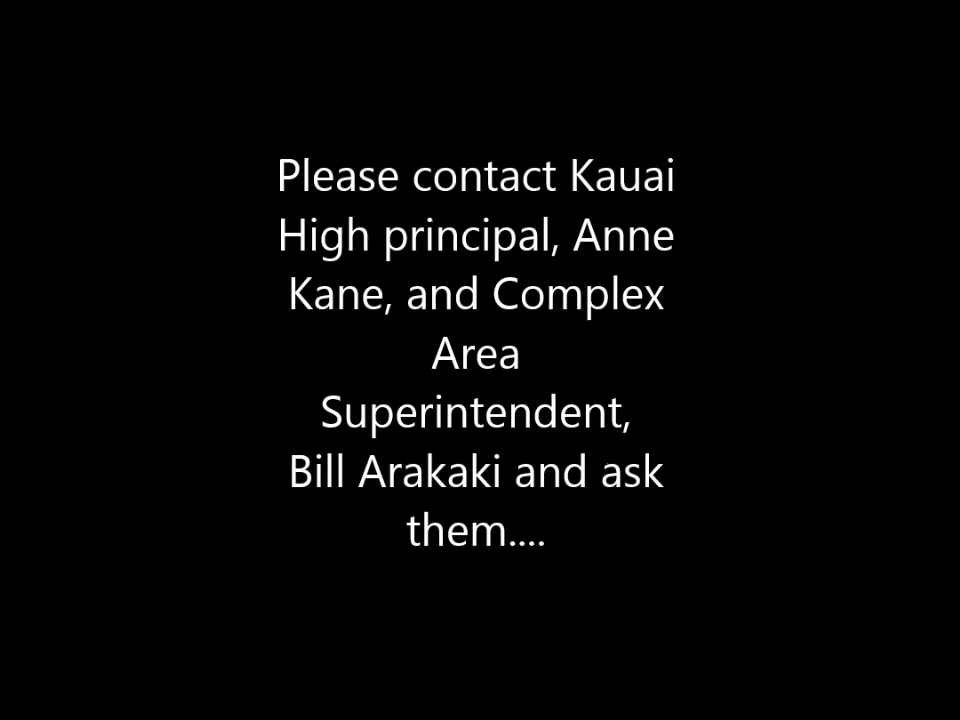 Please contact Kauai
High principal, Anne
Kane, and Complex
Area
Superintendent,
Bill Arakaki and ask
them....